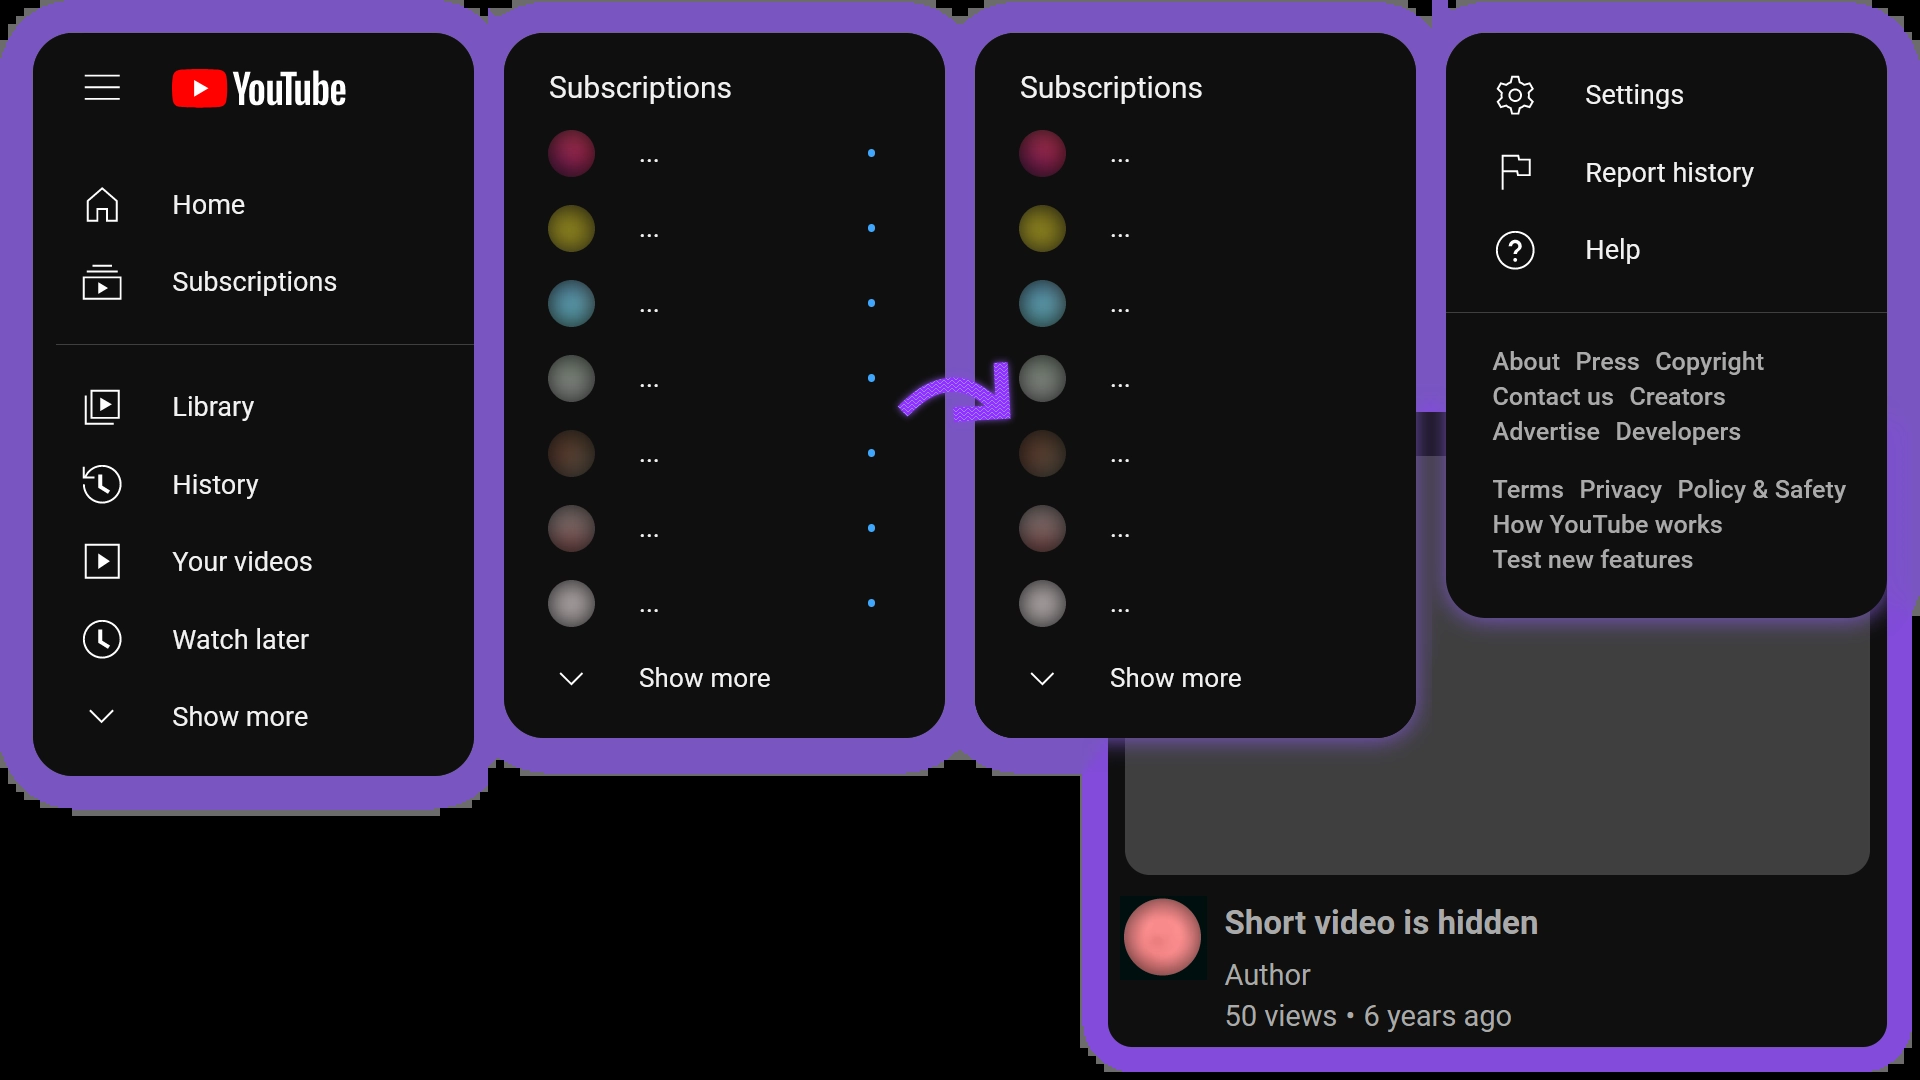 YouTube
Home
Subscriptions
Library
History
Your videos
Watch later
Show more
Subscriptions
...
...
...
...
...
...
...
Show more
Subscriptions
...
...
...
...
...
...
...
Show more
Settings
Report history
Help
About Press Copyright
Contact us Creators
Advertise Developers
Terms Privacy Policy & Safety
How YouTube works
Test new features
Short video is hidden
Author
50 views • 6 years ago